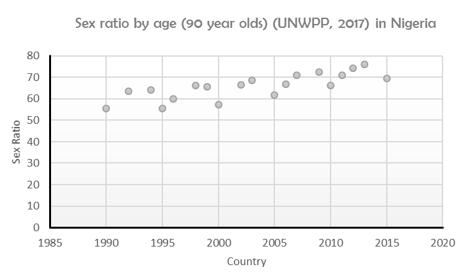 Sex ratio by age (90 year olds) (UNWPP, 2017) in Nigeria
80
70
60
50
40
30
20
10
0
Sex Ratio
1985 1990 1995 2000 2005 2010 2015 2020
Country